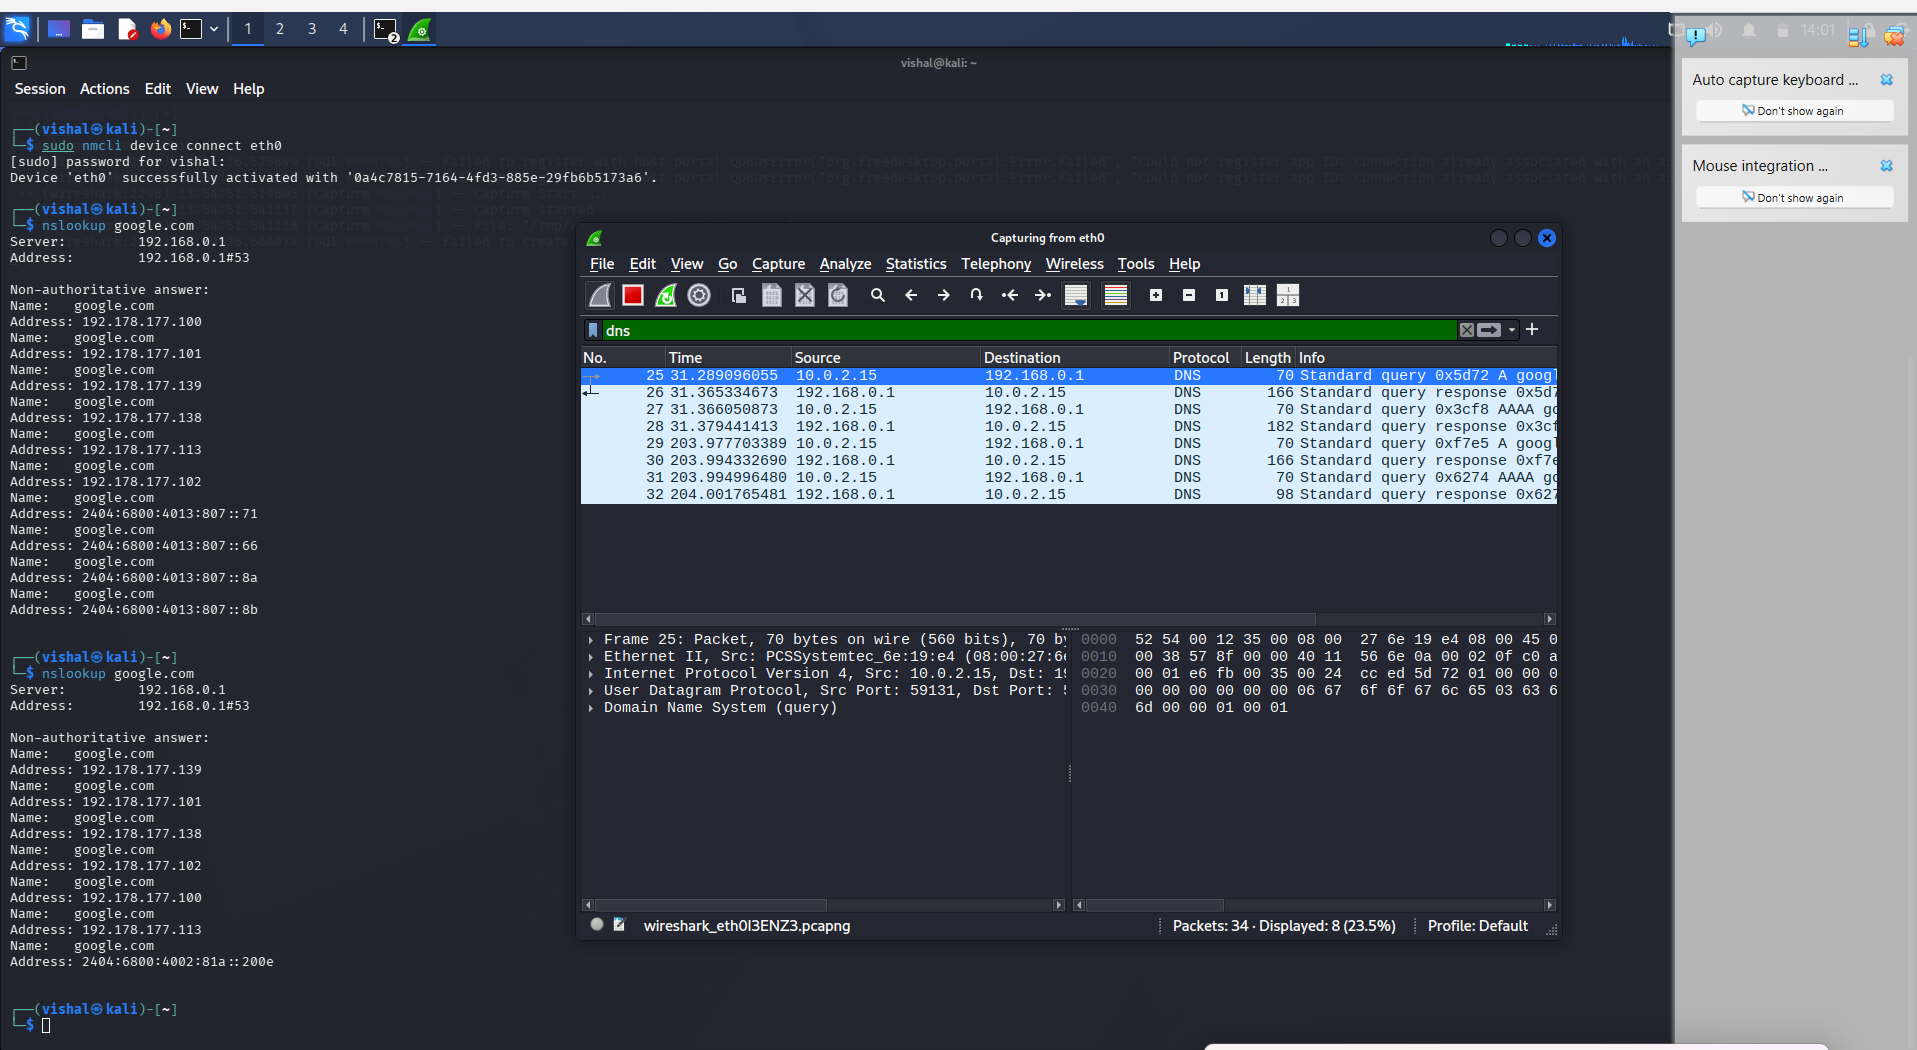 1 2 3 4 2
14:01
vishal@kali: ~
Session Actions Edit View Help
(vishal㉿kali)-[~]
$ sudo nmcli device connect eth0
[sudo] password for vishal:
Device 'eth0' successfully activated with '0a4c7815-7164-4fd3-885e-29fb6b5173a6'.
(vishal㉿kali)-[~]
$ nslookup google.com
Server: 192.168.0.1
Address: 192.168.0.1#53
Non-authoritative answer:
Name: google.com
Address: 192.178.177.100
Name: google.com
Address: 192.178.177.101
Name: google.com
Address: 192.178.177.139
Name: google.com
Address: 192.178.177.138
Name: google.com
Address: 192.178.177.113
Name: google.com
Address: 192.178.177.102
Name: google.com
Address: 2404:6800:4013:807::71
Name: google.com
Address: 2404:6800:4013:807::66
Name: google.com
Address: 2404:6800:4013:807::8a
Name: google.com
Address: 2404:6800:4013:807::8b
(vishal㉿kali)-[~]
$ nslookup google.com
Server: 192.168.0.1
Address: 192.168.0.1#53
Non-authoritative answer:
Name: google.com
Address: 192.178.177.139
Name: google.com
Address: 192.178.177.101
Name: google.com
Address: 192.178.177.138
Name: google.com
Address: 192.178.177.102
Name: google.com
Address: 192.178.177.100
Name: google.com
Address: 192.178.177.113
Name: google.com
Address: 2404:6800:4002:81a::200e
(vishal㉿kali)-[~]
$
Capturing from eth0
File Edit View Go Capture Analyze Statistics Telephony Wireless Tools Help
dns
No. Time Source Destination Protocol Length Info
25 31.289096055 10.0.2.15 192.168.0.1 DNS 70 Standard query 0x5d72 A googl
26 31.365334673 192.168.0.1 10.0.2.15 DNS 166 Standard query response 0x5d7
27 31.366050873 10.0.2.15 192.168.0.1 DNS 70 Standard query 0x3cf8 AAAA go
28 31.379441413 192.168.0.1 10.0.2.15 DNS 182 Standard query response 0x3cf
29 203.977703389 10.0.2.15 192.168.0.1 DNS 70 Standard query 0xf7e5 A googl
30 203.994332690 192.168.0.1 10.0.2.15 DNS 166 Standard query response 0xf7e
31 203.994996480 10.0.2.15 192.168.0.1 DNS 70 Standard query 0x6274 AAAA go
32 204.001765481 192.168.0.1 10.0.2.15 DNS 98 Standard query response 0x627
Frame 25: Packet, 70 bytes on wire (560 bits), 70 by
Ethernet II, Src: PCSSystemtec_6e:19:e4 (08:00:27:6e
Internet Protocol Version 4, Src: 10.0.2.15, Dst: 19
User Datagram Protocol, Src Port: 59131, Dst Port: 5
Domain Name System (query)
0000 52 54 00 12 35 00 08 00 27 6e 19 e4 08 00 45 0
0010 00 38 57 8f 00 00 40 11 56 6e 0a 00 02 0f c0 a
0020 00 01 e6 fb 00 35 00 24 cc ed 5d 72 01 00 00 0
0030 00 00 00 00 00 00 06 67 6f 6f 67 6c 65 03 63 6
0040 6d 00 00 01 00 01
wireshark_eth0I3ENZ3.pcapng
Packets: 34 · Displayed: 8 (23.5%)
Profile: Default
Auto capture keyboard ...
Don't show again
Mouse integration ...
Don't show again